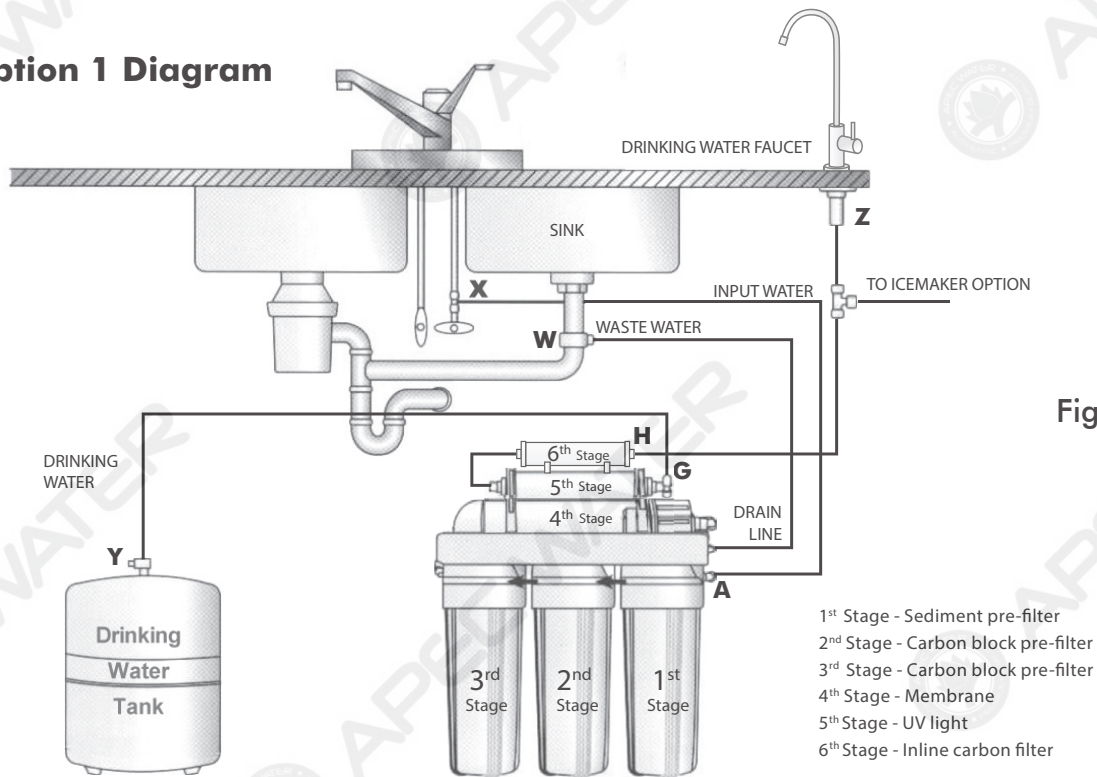 ption 1 Diagram
DRINKING WATER FAUCET
Z
SINK
X
INPUT WATER
TO ICEMAKER OPTION
W
WASTE WATER
Fig
DRINKING
WATER
H
6th Stage
G
5th Stage
4th Stage
DRAIN
LINE
Y
A
Drinking
Water
Tank
3rd
Stage
2nd
Stage
1st
Stage
1st Stage - Sediment pre-filter
2nd Stage - Carbon block pre-filter
3rd Stage - Carbon block pre-filter
4th Stage - Membrane
5th Stage - UV light
6th Stage - Inline carbon filter
APECWATER